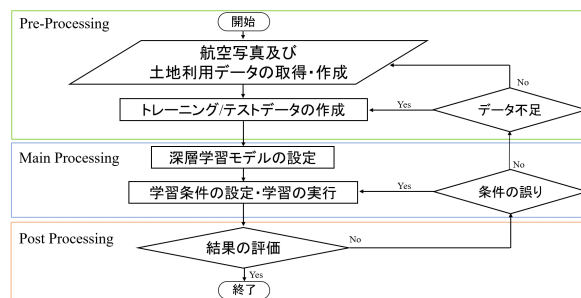 Pre-Processing
開始
航空写真及び
土地利用データの取得・作成
No
トレーニング/テストデータの作成
Yes
データ不足
Main Processing
深層学習モデルの設定
No
学習条件の設定・学習の実行
Yes
条件の誤り
Post Processing
結果の評価
No
Yes
終了